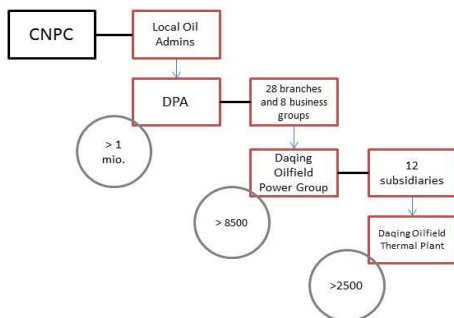 CNPC
Local Oil
Admins
DPA
28 branches
and 8 business
groups
> 1
mio.
Daqing
Oilfield
Power Group
12
subsidiaries
> 8500
Daqing Oilfield
Thermal Plant
>2500